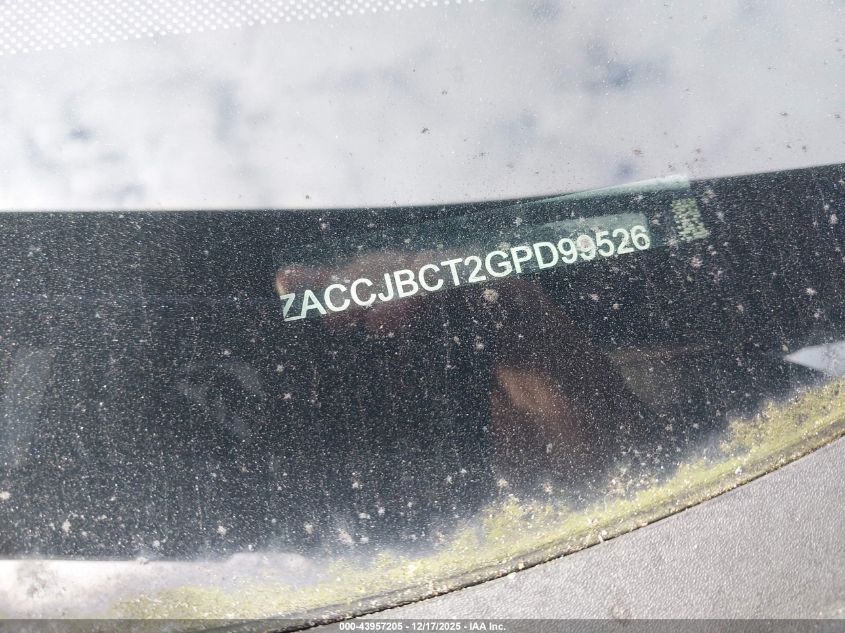 ZACCJBCT2GPD99526
000-43957205 - 12/17/2025 - IAA Inc.